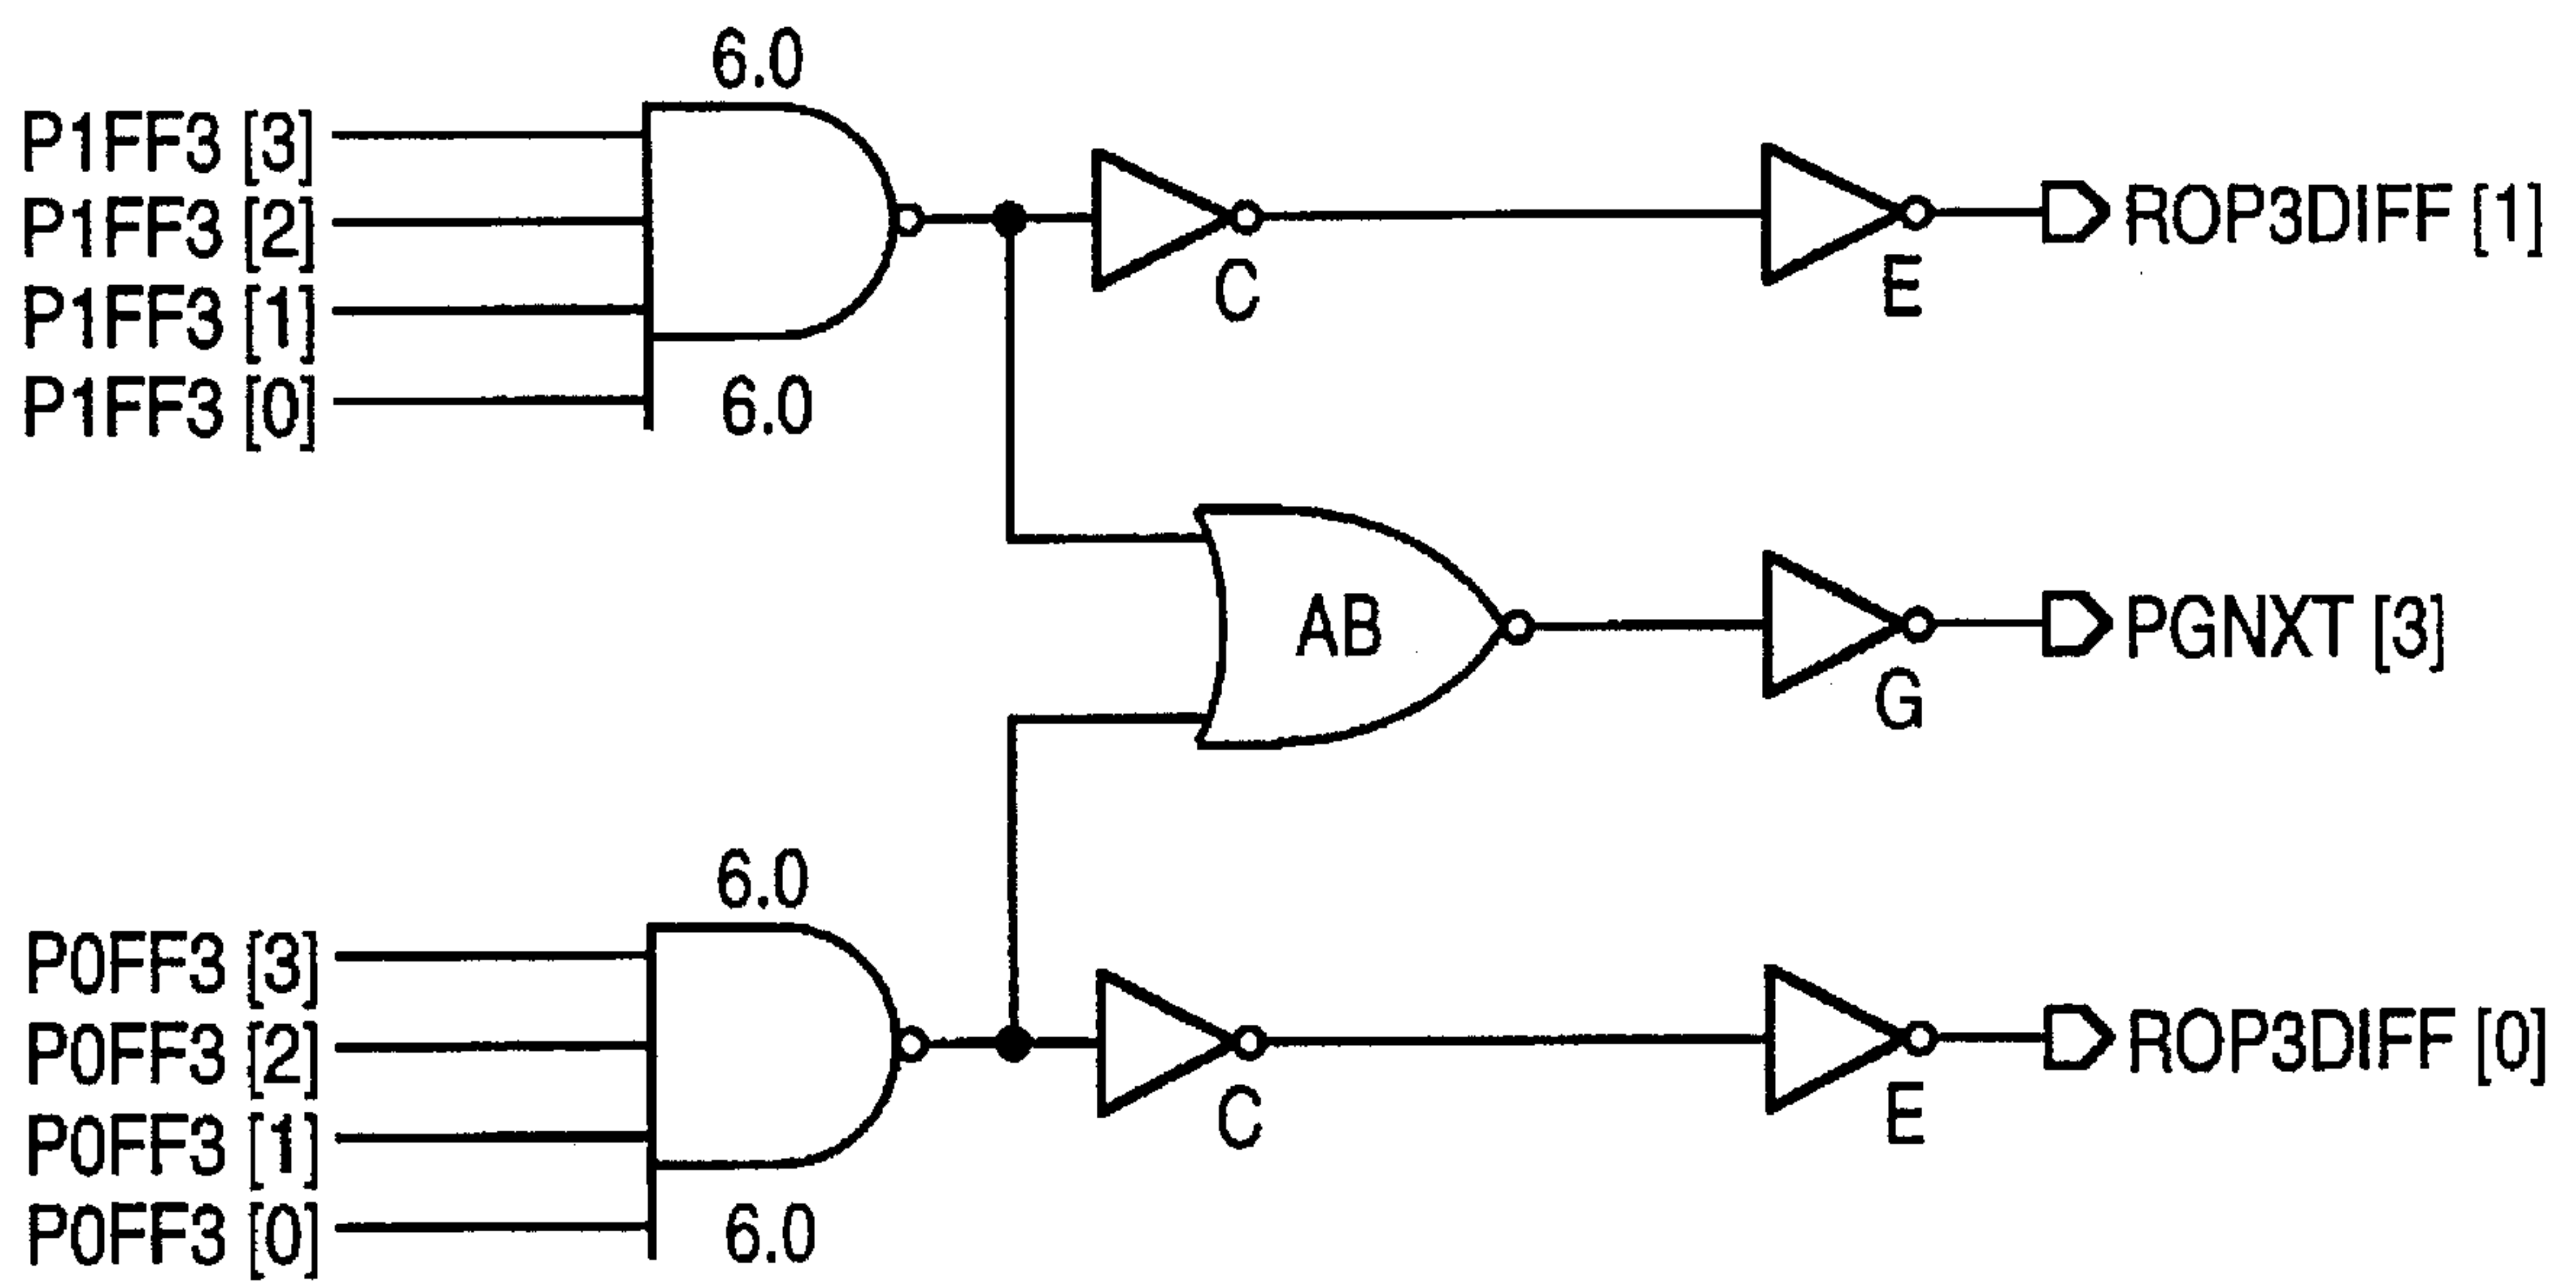 6.0
P1FF3 [3]
P1FF3 [2]
P1FF3 [1]
P1FF3 [0]
6.0
C
E
ROP3DIFF [1]
AB
G
PGNXT [3]
6.0
P0FF3 [3]
P0FF3 [2]
P0FF3 [1]
P0FF3 [0]
6.0
C
E
ROP3DIFF [0]